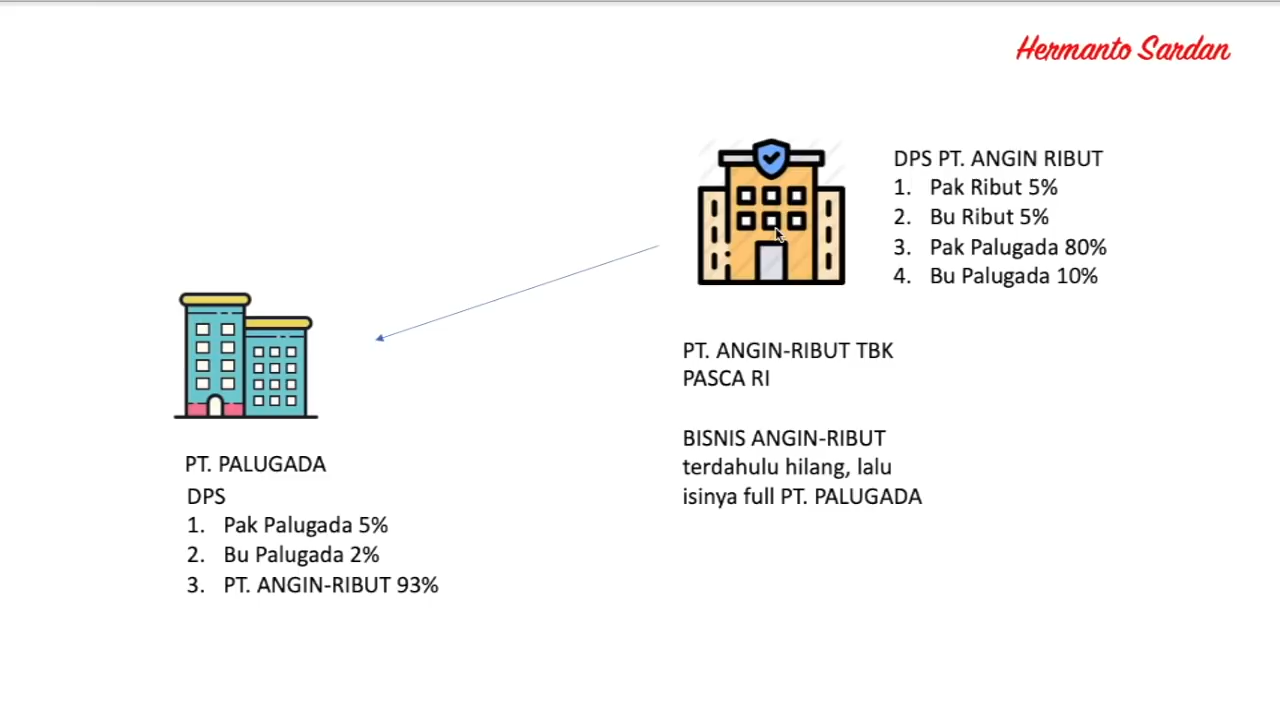 Hermanto Sardan
DPS PT. ANGIN RIBUT
1. Pak Ribut 5%
2. Bu Ribut 5%
3. Pak Palugada 80%
4. Bu Palugada 10%
PT. ANGIN-RIBUT TBK
PASCA RI
BISNIS ANGIN-RIBUT
terdahulu hilang, lalu
isinya full PT. PALUGADA
PT. PALUGADA
DPS
1. Pak Palugada 5%
2. Bu Palugada 2%
3. PT. ANGIN-RIBUT 93%